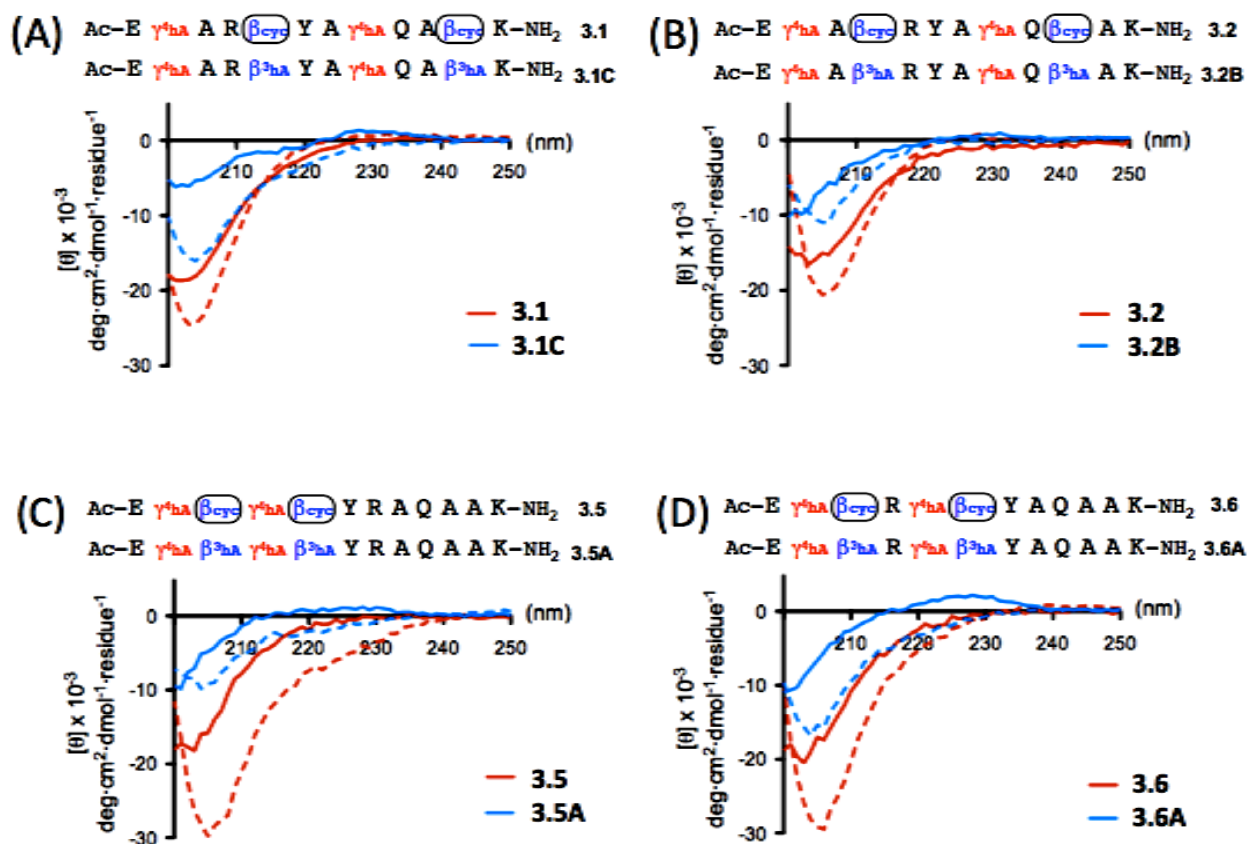 (A) Ac-E γ⁴hA A R βcyc Y A γ⁴hA Q A βcyc K-NH₂ 3.1
Ac-E γ⁴hA A R β³hA Y A γ⁴hA Q A β³hA K-NH₂ 3.1C
0
-10
-20
-30
210 220 230 240 250
(nm)
[θ] x 10⁻³
deg·cm²·dmol⁻¹·residue⁻¹
3.1
3.1C
(B) Ac-E γ⁴hA A βcyc R Y A γ⁴hA Q βcyc A K-NH₂ 3.2
Ac-E γ⁴hA A β³hA R Y A γ⁴hA Q β³hA A K-NH₂ 3.2B
0
-10
-20
-30
210 220 230 240 250
(nm)
[θ] x 10⁻³
deg·cm²·dmol⁻¹·residue⁻¹
3.2
3.2B
(C) Ac-E γ⁴hA βcyc γ⁴hA βcyc Y R A Q A A K-NH₂ 3.5
Ac-E γ⁴hA β³hA γ⁴hA β³hA Y R A Q A A K-NH₂ 3.5A
0
-10
-20
-30
210 220 230 240 250
(nm)
[θ] x 10⁻³
deg·cm²·dmol⁻¹·residue⁻¹
3.5
3.5A
(D) Ac-E γ⁴hA βcyc R γ⁴hA βcyc Y A Q A A K-NH₂ 3.6
Ac-E γ⁴hA β³hA R γ⁴hA β³hA Y A Q A A K-NH₂ 3.6A
0
-10
-20
-30
210 220 230 240 250
(nm)
[θ] x 10⁻³
deg·cm²·dmol⁻¹·residue⁻¹
3.6
3.6A